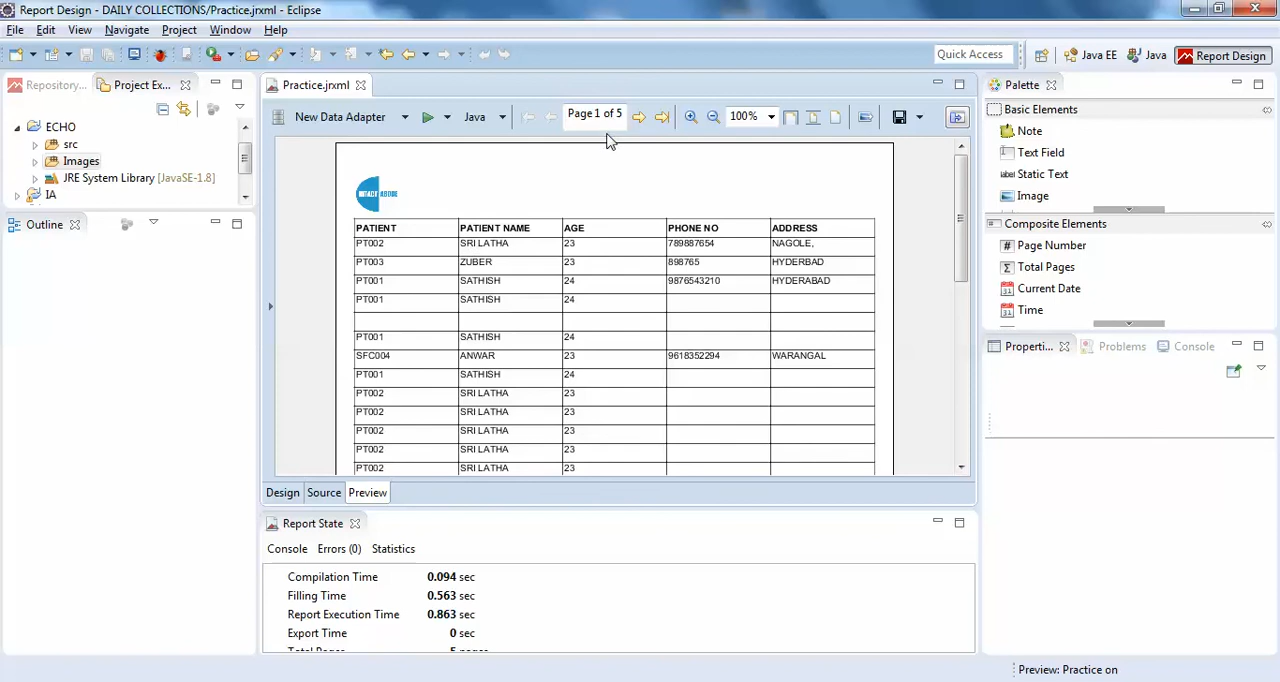 Report Design - DAILY COLLECTIONS/Practice.jrxml - Eclipse
File Edit View Navigate Project Window Help
Quick Access Java EE Java Report Design
Repository... Project Ex...
ECHO
src
Images
JRE System Library [JavaSE-1.8]
IA
Outline
Practice.jrxml
New Data Adapter Java Page 1 of 5 100%
PATIENT PATIENT NAME AGE PHONE NO ADDRESS
PT002 SRI LATHA 23 789887654 NAGOLE,
PT003 ZUBER 23 898765 HYDERBAD
PT001 SATHISH 24 9876543210 HYDERABAD
PT001 SATHISH 24
PT001 SATHISH 24
SFC004 ANWAR 23 9618352294 WARANGAL
PT001 SATHISH 24
PT002 SRI LATHA 23
PT002 SRI LATHA 23
PT002 SRI LATHA 23
PT002 SRI LATHA 23
PT002 SRI LATHA 23
Design Source Preview
Report State
Console Errors (0) Statistics
Compilation Time 0.094 sec
Filling Time 0.563 sec
Report Execution Time 0.863 sec
Export Time 0 sec
Total Pages 5 pages
Palette
Basic Elements
Note
Text Field
Static Text
Image
Composite Elements
Page Number
Total Pages
Current Date
Time
Properti... Problems Console
Preview: Practice on